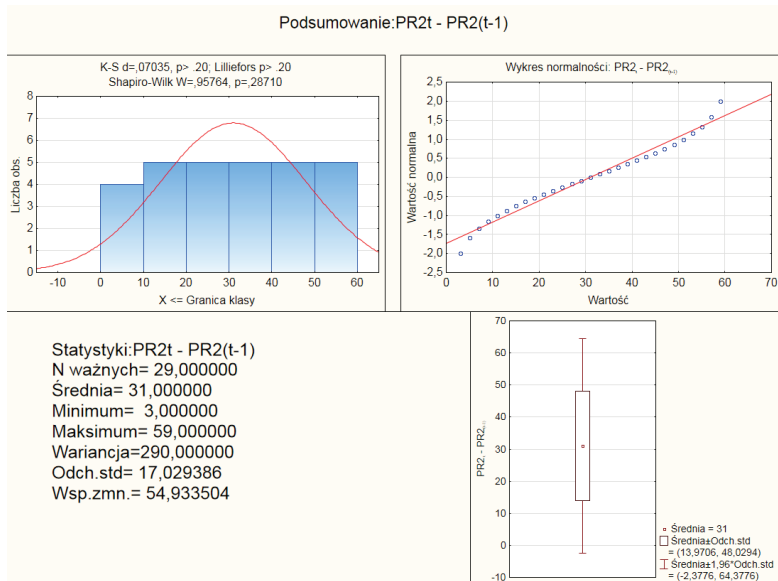 Podsumowanie:PR2t - PR2(t-1)
K-S d=,07035, p> .20; Lilliefors p> .20
Shapiro-Wilk W=,95764, p=,28710
8
7
6
5
4
3
2
1
0
Liczba obs.
-10 0 10 20 30 40 50 60
X <= Granica klasy
Wykres normalności: PR2t - PR2(t-1)
2,5
2,0
1,5
1,0
0,5
0,0
-0,5
-1,0
-1,5
-2,0
-2,5
Wartość normalna
0 10 20 30 40 50 60 70
Wartość
Statystyki:PR2t - PR2(t-1)
N ważnych= 29,000000
Średnia= 31,000000
Minimum= 3,000000
Maksimum= 59,000000
Wariancja=290,000000
Odch.std= 17,029386
Wsp.zmn.= 54,933504
70
60
50
40
30
20
10
0
-10
PR2t - PR2(t-1)
Średnia = 31
Średnia±Odch.std
= (13,9706, 48,0294)
Średnia±1,96*Odch.std
= (-2,3776, 64,3776)